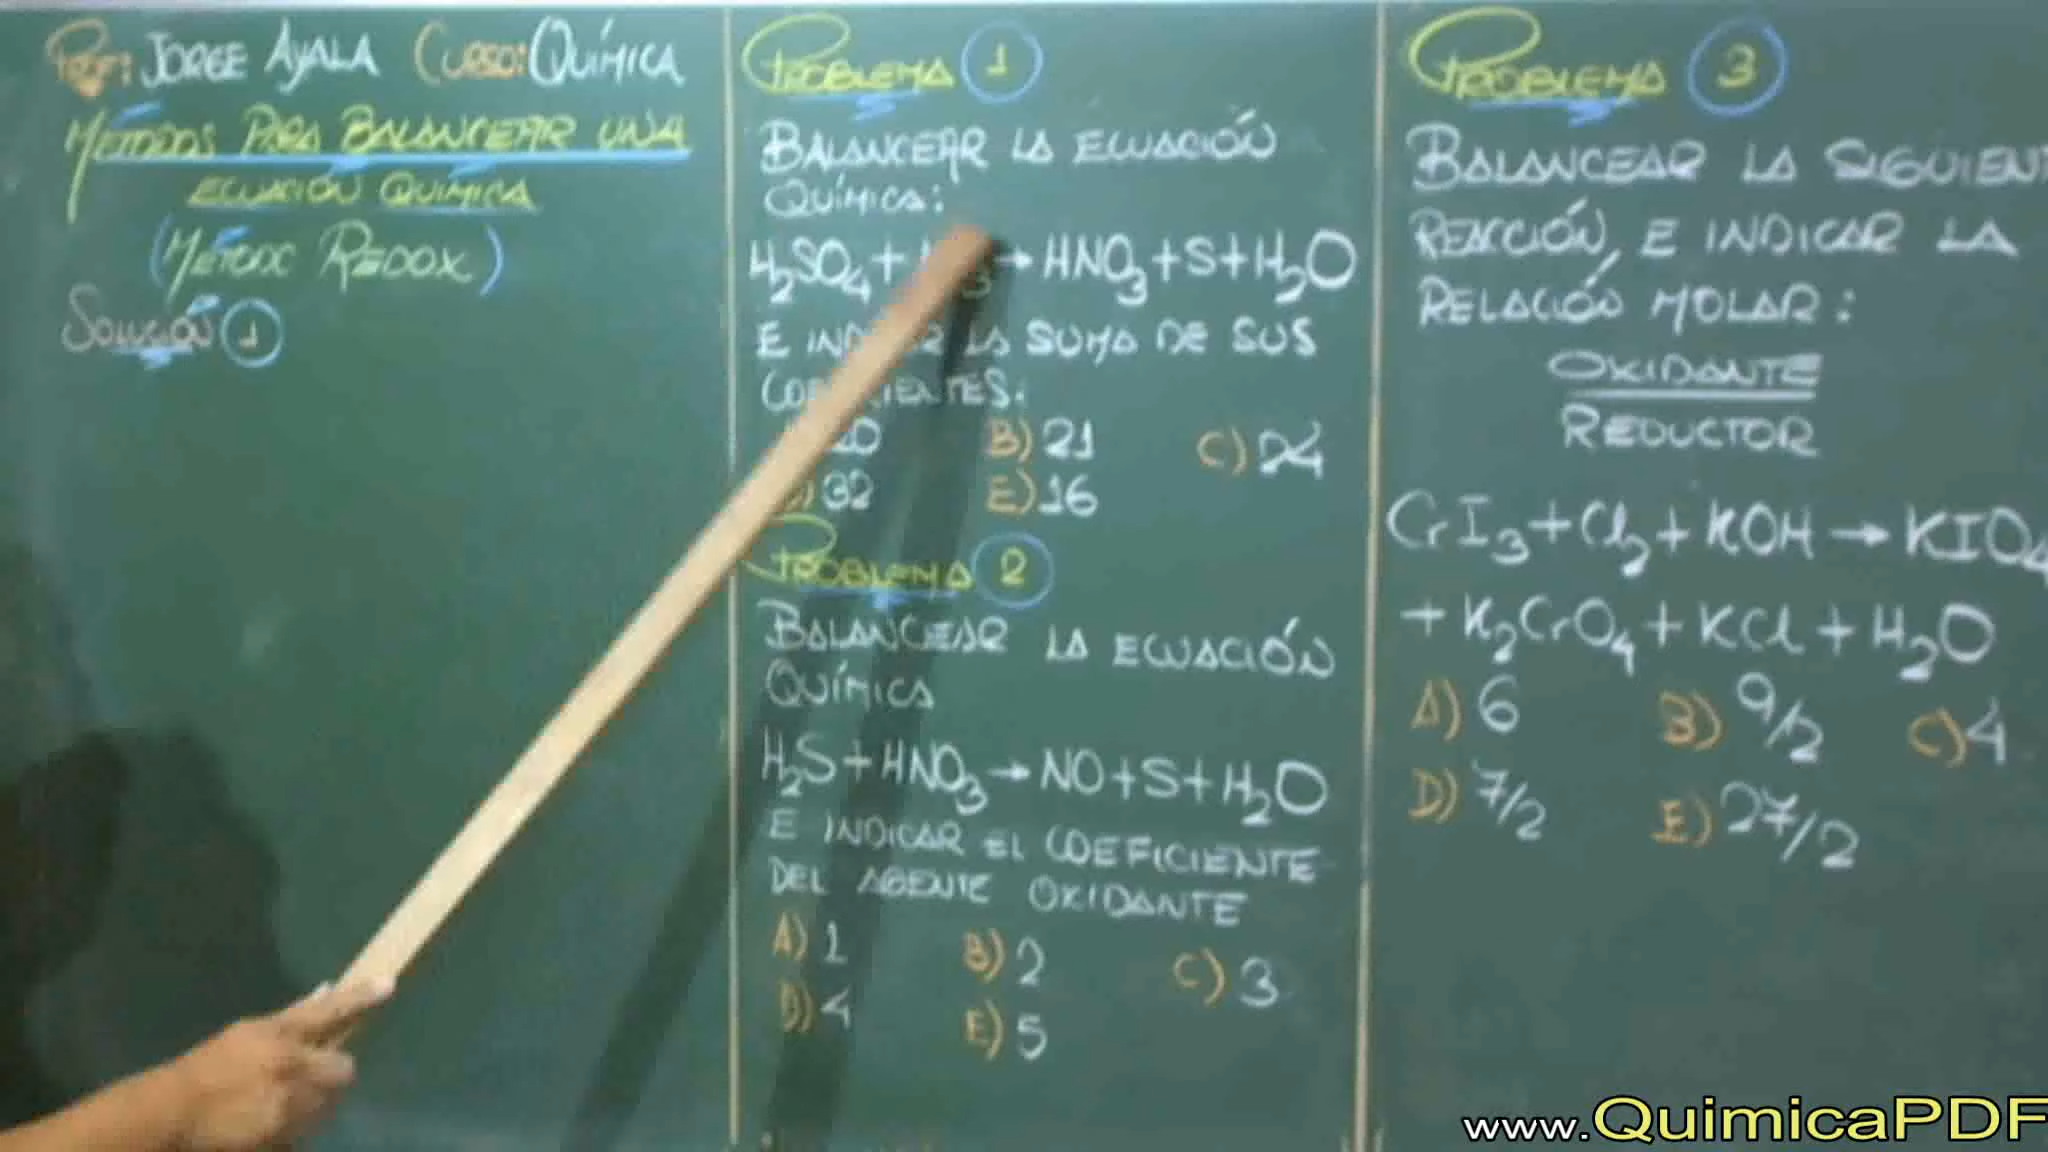 Prof: JORGE AYALA CURSO: QUÍMICA
MÉTODOS PARA BALANCEAR UNA
ECUACIÓN QUÍMICA
(MÉTODO REDOX)
SOLUCIÓN 1
PROBLEMA 1
BALANCEAR LA ECUACIÓN
QUÍMICA:
H₂SO₄ + → HNO₃ + S + H₂O
E LA SUMA DE SUS
20 B) 21 C) 24
32 E) 16
PROBLEMA 2
BALANCEAR LA ECUACIÓN
QUÍMICA
H₂S + HNO₃ → NO + S + H₂O
E INDICAR EL COEFICIENTE
DEL AGENTE OXIDANTE
A) 1 B) 2 C) 3
D) 4 E) 5
PROBLEMA 3
BALANCEAR LA SIGUIENT
REACCIÓN, E INDICAR LA
RELACIÓN MOLAR:
OXIDANTE
REDUCTOR
CrI₃ + Cl₂ + KOH → KIO₄
+ K₂CrO₄ + KCl + H₂O
A) 6 B) 9/2 C) 4
D) 7/2 E) 27/2
www.QuimicaPDF